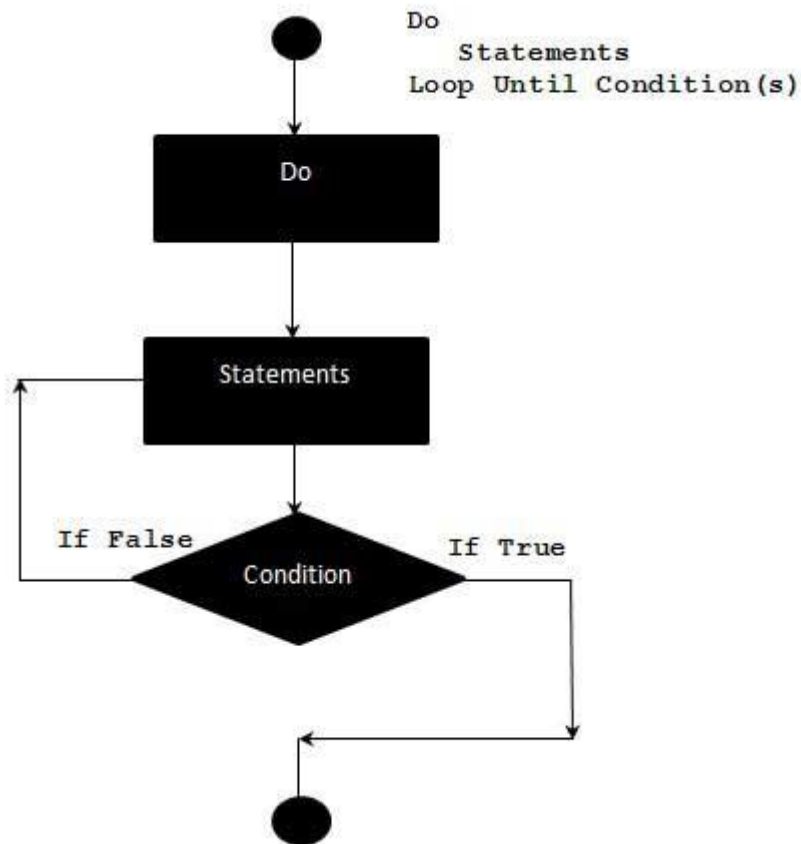 Do
Statements
Loop Until Condition(s)
Do
Statements
If False
If True
Condition